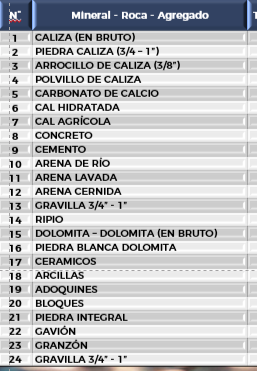 N° Mineral - Roca - Agregado
1 CALIZA (EN BRUTO)
2 PIEDRA CALIZA (3/4 – 1")
3 ARROCILLO DE CALIZA (3/8")
4 POLVILLO DE CALIZA
5 CARBONATO DE CALCIO
6 CAL HIDRATADA
7 CAL AGRÍCOLA
8 CONCRETO
9 CEMENTO
10 ARENA DE RÍO
11 ARENA LAVADA
12 ARENA CERNIDA
13 GRAVILLA 3/4" - 1"
14 RIPIO
15 DOLOMITA – DOLOMITA (EN BRUTO)
16 PIEDRA BLANCA DOLOMITA
17 CERAMICOS
18 ARCILLAS
19 ADOQUINES
20 BLOQUES
21 PIEDRA INTEGRAL
22 GAVIÓN
23 GRANZÓN
24 GRAVILLA 3/4" - 1"